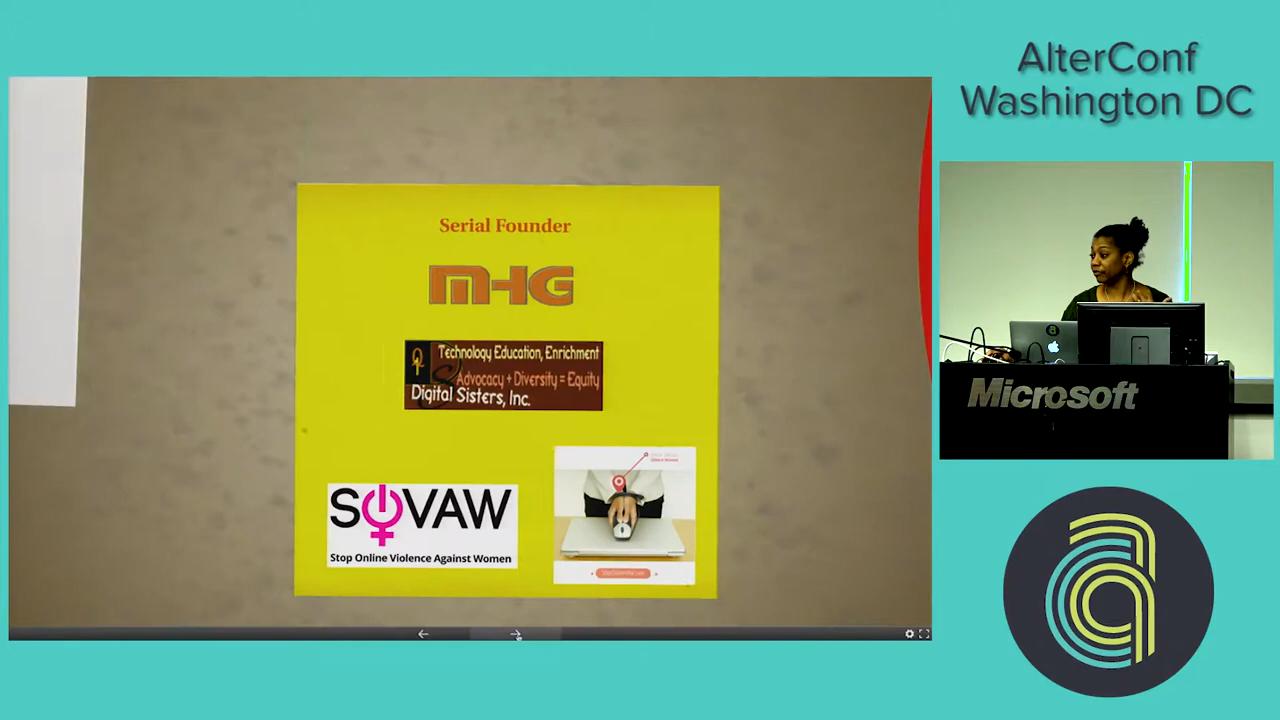 AlterConf
Washington DC
Serial Founder
MHG
Technology Education, Enrichment
Advocacy + Diversity = Equity
Digital Sisters, Inc.
SOVAW
Stop Online Violence Against Women
Microsoft